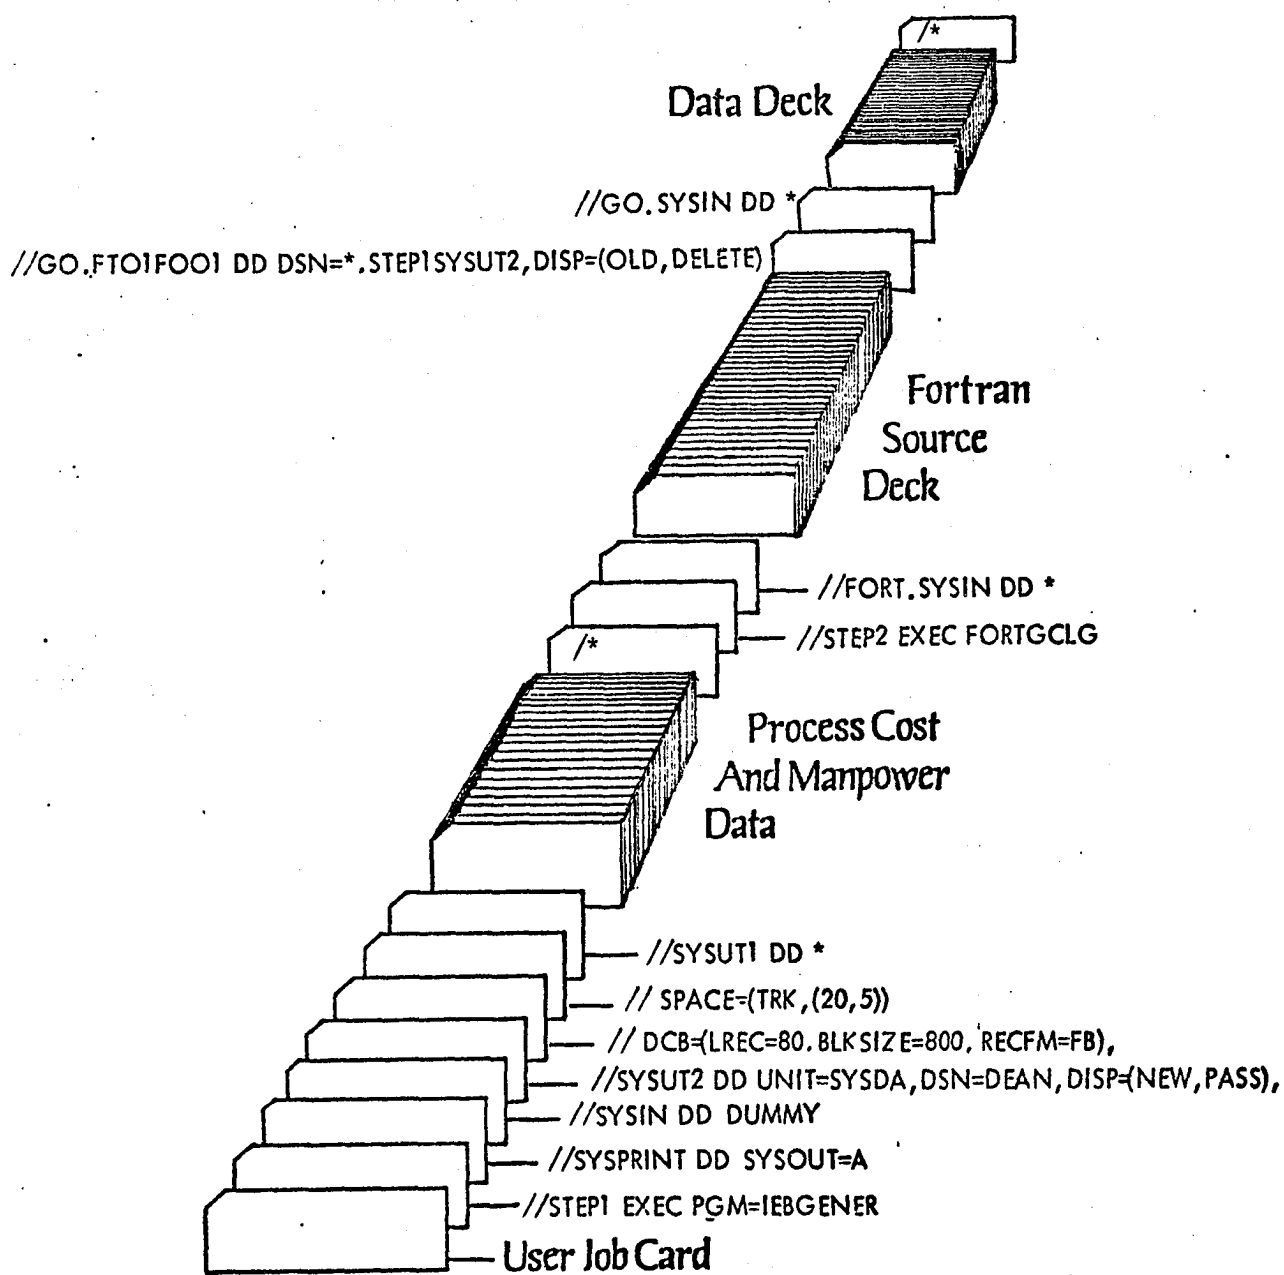 /*
Data Deck
//GO.SYSIN DD *
//GO.FT01F001 DD DSN=*.STEP1SYSUT2,DISP=(OLD,DELETE)
Fortran
Source
Deck
//FORT.SYSIN DD *
//STEP2 EXEC FORTGCLG
/*
Process Cost
And Manpower
Data
//SYSUT1 DD *
// SPACE=(TRK,(20,5))
// DCB=(LREC=80.BLKSIZE=800, RECFM=FB),
//SYSUT2 DD UNIT=SYSDA,DSN=DEAN,DISP=(NEW,PASS),
//SYSIN DD DUMMY
//SYSPRINT DD SYSOUT=A
//STEP1 EXEC PGM=IEBGENER
User Job Card